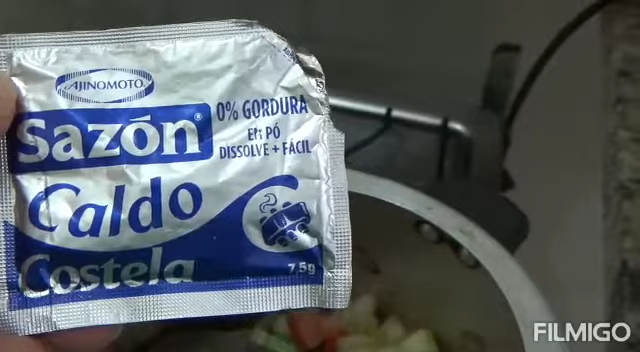 AJINOMOTO
Sazón®
0% GORDURA
EM PÓ
DISSOLVE + FÁCIL
Caldo
Costela
7,5g
FILMIGO